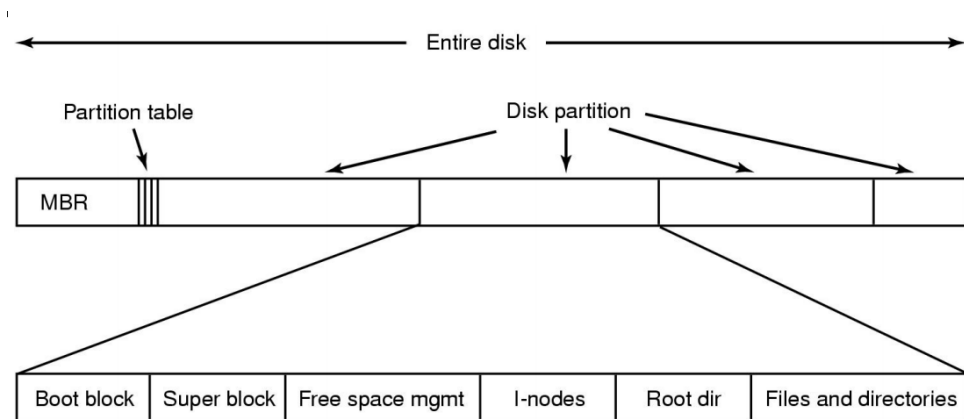 Entire disk
Partition table
Disk partition
MBR
Boot block
Super block
Free space mgmt
I-nodes
Root dir
Files and directories